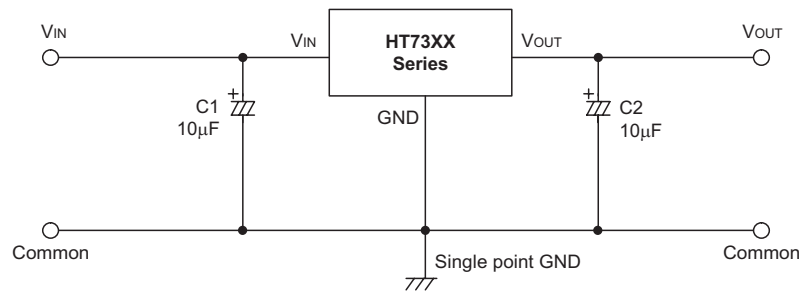 VIN
VIN
HT73XX
Series
VOUT
VOUT
+
C1
10μF
GND
+
C2
10μF
Common
Single point GND
Common